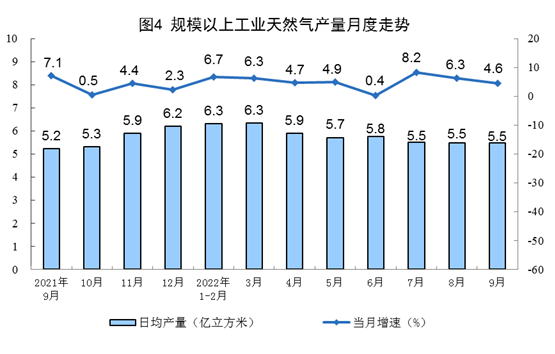 图4 规模以上工业天然气产量月度走势
10
9
8
7
6
5
4
3
2
1
0
20
10
0
-10
-20
-30
-40
-50
-60
7.1
0.5
4.4
2.3
6.7
6.3
4.7
4.9
0.4
8.2
6.3
4.6
5.2
5.3
5.9
6.2
6.3
6.3
5.9
5.7
5.8
5.5
5.5
5.5
2021年
9月
10月
11月
12月
2022年
1-2月
3月
4月
5月
6月
7月
8月
9月
日均产量（亿立方米）
当月增速（%）